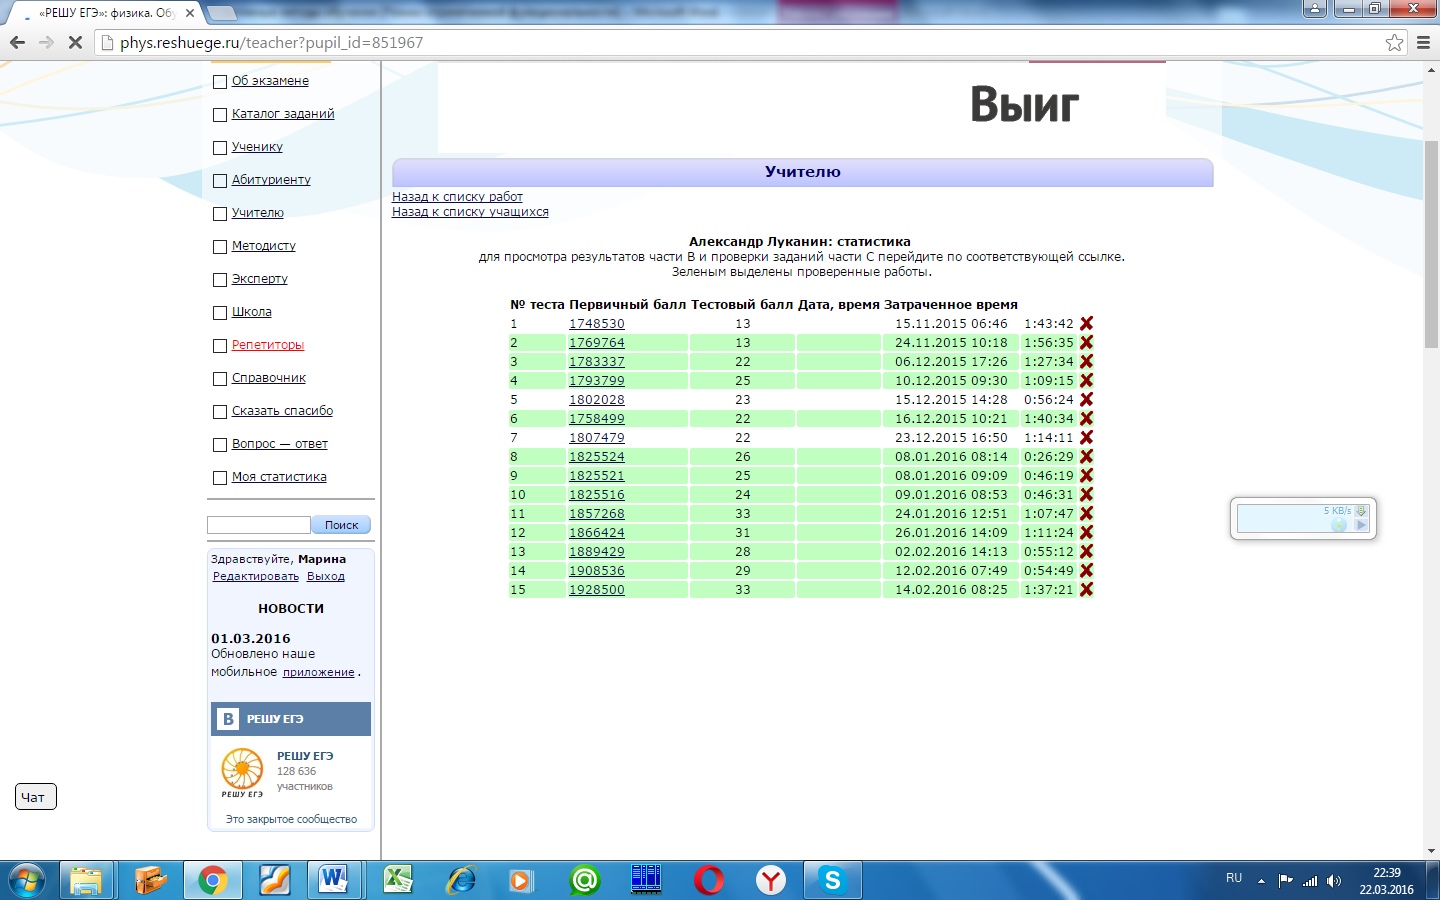 «РЕШУ ЕГЭ»: физика. Обу
phys.reshuege.ru/teacher?pupil_id=851967
Об экзамене
Каталог заданий
Ученику
Абитуриенту
Учителю
Методисту
Эксперту
Школа
Репетиторы
Справочник
Сказать спасибо
Вопрос — ответ
Моя статистика
Поиск
Здравствуйте, Марина
Редактировать Выход
НОВОСТИ
01.03.2016
Обновлено наше
мобильное приложение .
В РЕШУ ЕГЭ
РЕШУ ЕГЭ
РЕШУ ЕГЭ
128 636
участников
Это закрытое сообщество
Чат
Выиг
Учителю
Назад к списку работ
Назад к списку учащихся
Александр Луканин: статистика
для просмотра результатов части В и проверки заданий части С перейдите по соответствующей ссылке.
Зеленым выделены проверенные работы.
№ теста Первичный балл Тестовый балл Дата, время Затраченное время
1 1748530 13 15.11.2015 06:46 1:43:42
2 1769764 13 24.11.2015 10:18 1:56:35
3 1783337 22 06.12.2015 17:26 1:27:34
4 1793799 25 10.12.2015 09:30 1:09:15
5 1802028 23 15.12.2015 14:28 0:56:24
6 1758499 22 16.12.2015 10:21 1:40:34
7 1807479 22 23.12.2015 16:50 1:14:11
8 1825524 26 08.01.2016 08:14 0:26:29
9 1825521 25 08.01.2016 09:09 0:46:19
10 1825516 24 09.01.2016 08:53 0:46:31
11 1857268 33 24.01.2016 12:51 1:07:47
12 1866424 31 26.01.2016 14:09 1:11:24
13 1889429 28 02.02.2016 14:13 0:55:12
14 1908536 29 12.02.2016 07:49 0:54:49
15 1928500 33 14.02.2016 08:25 1:37:21
5 KB/s
RU
22:39
22.03.2016